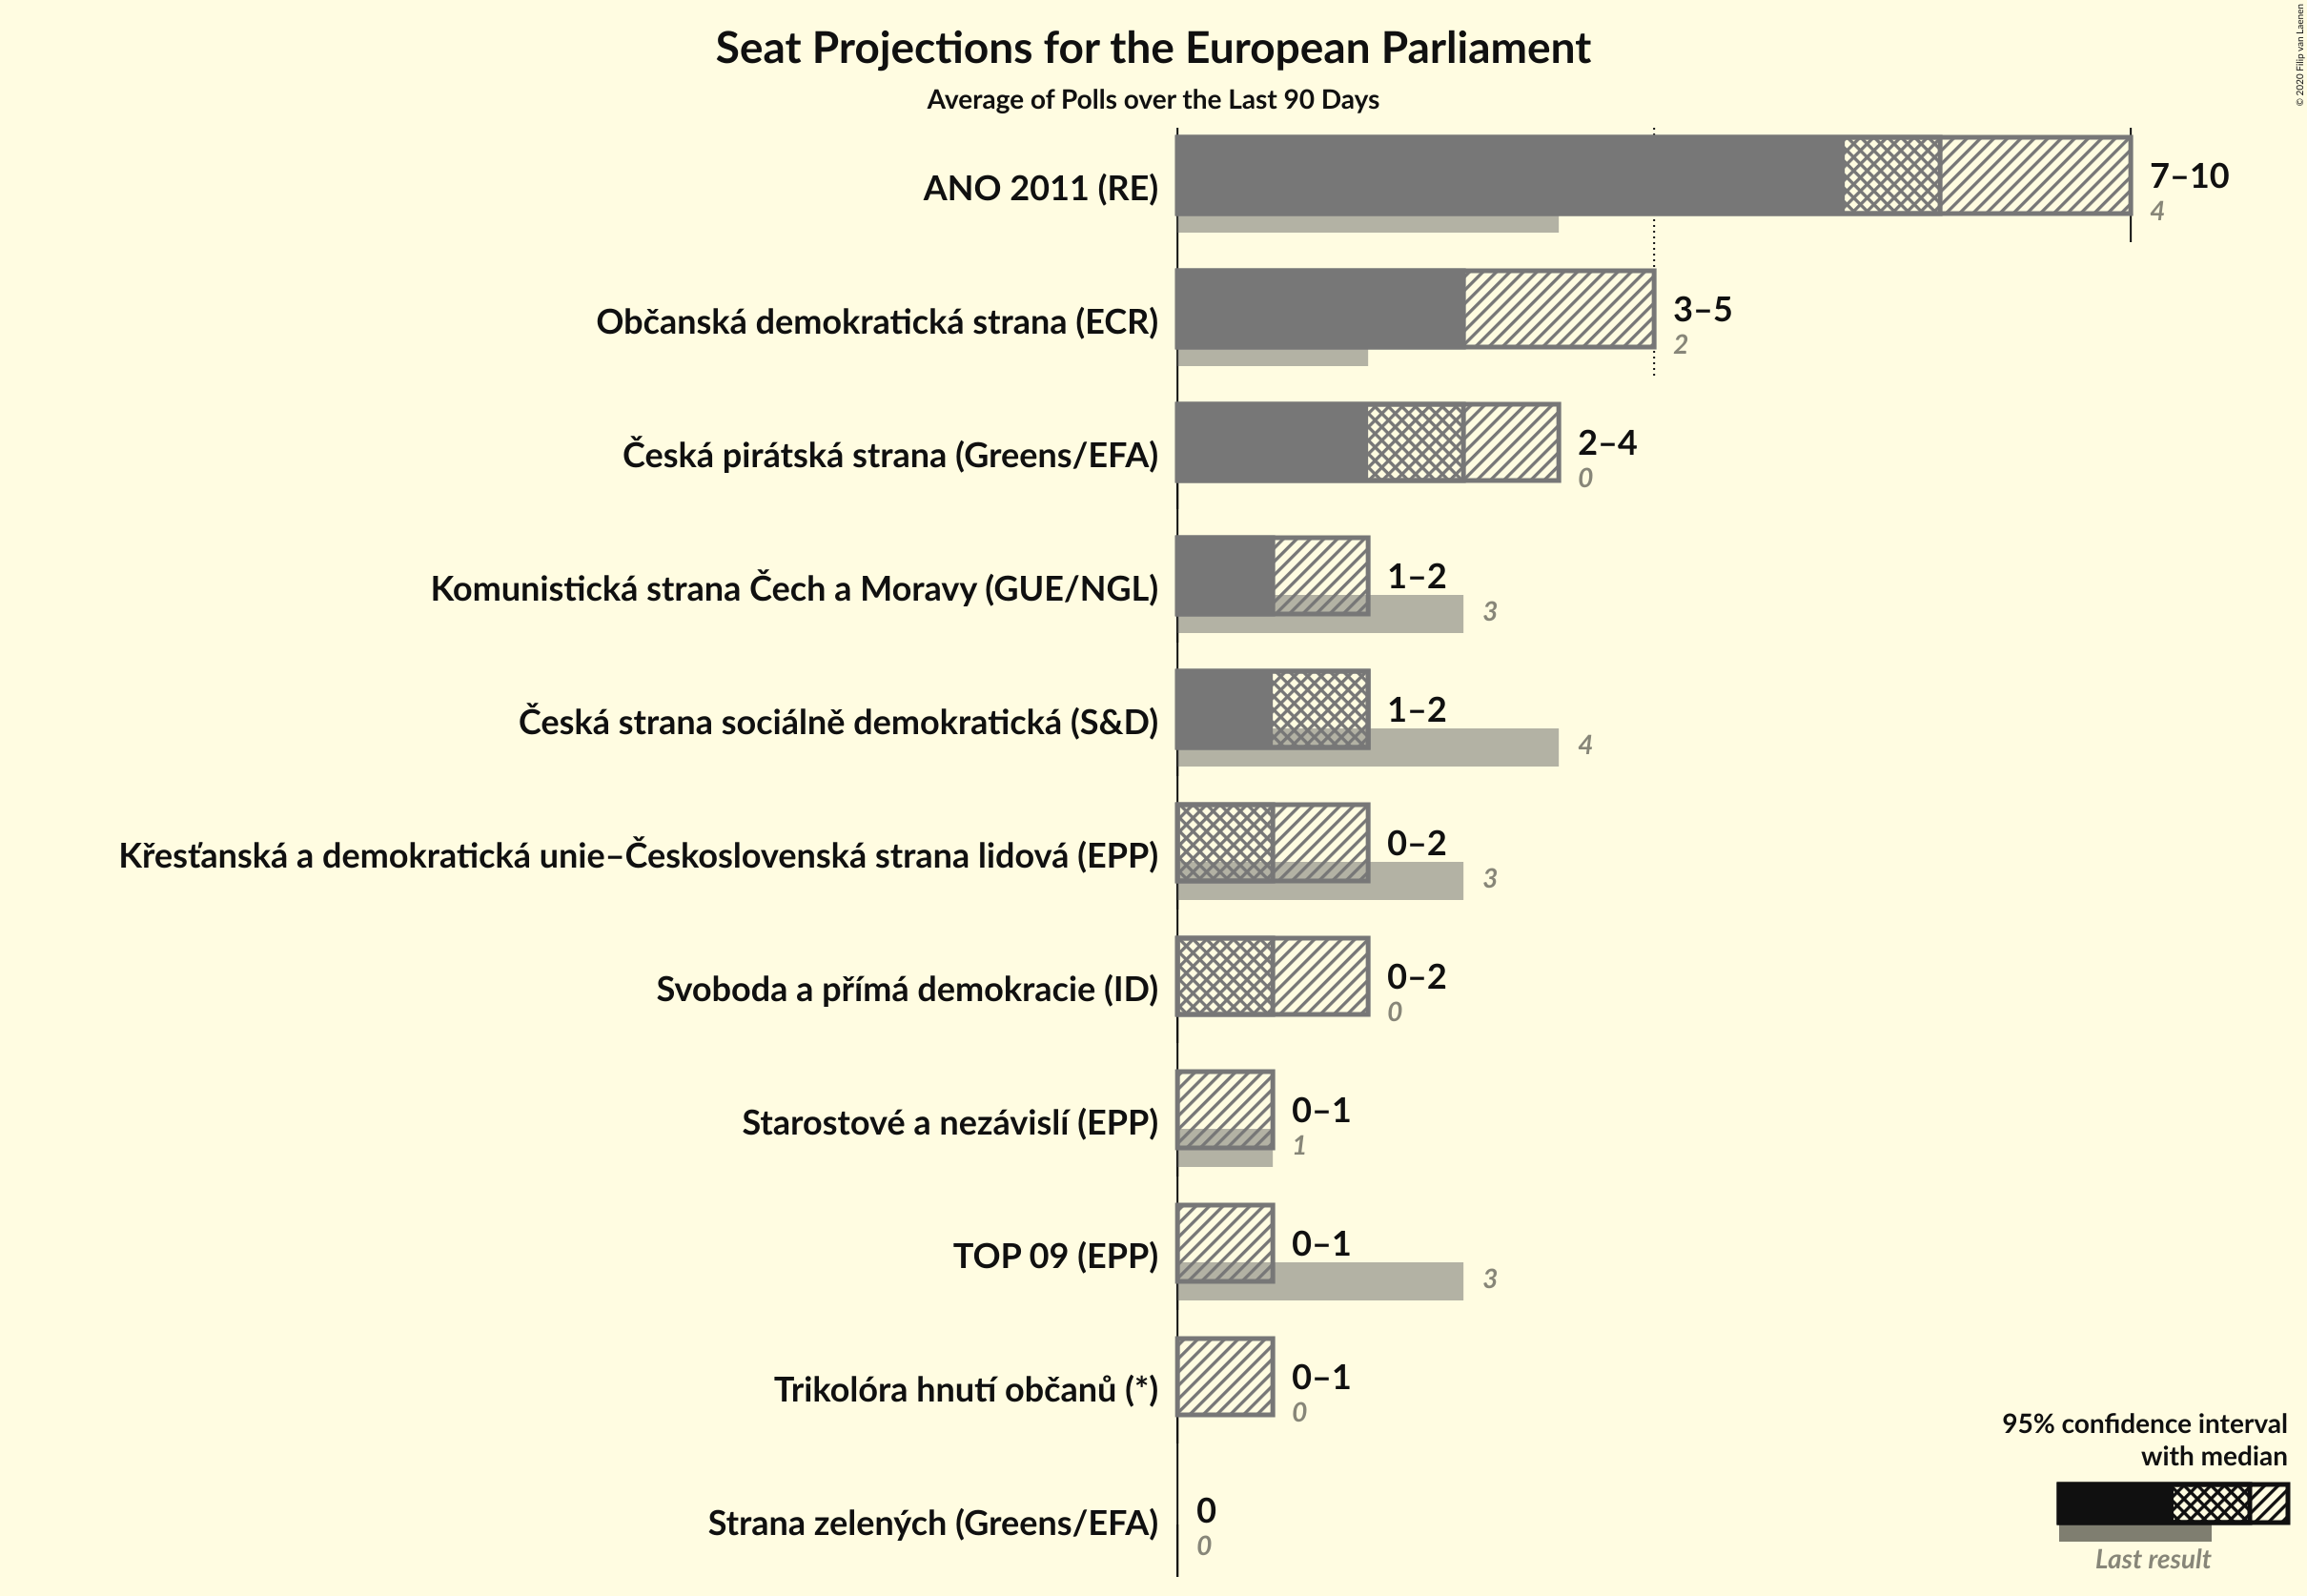 Seat Projections for the European Parliament
Average of Polls over the Last 90 Days
© 2020 Filip van Laenen
ANO 2011 (RE)
7–10
4
Občanská demokratická strana (ECR)
3–5
2
Česká pirátská strana (Greens/EFA)
2–4
0
Komunistická strana Čech a Moravy (GUE/NGL)
1–2
3
Česká strana sociálně demokratická (S&D)
1–2
4
Křesťanská a demokratická unie–Československá strana lidová (EPP)
0–2
3
Svoboda a přímá demokracie (ID)
0–2
0
Starostové a nezávislí (EPP)
0–1
1
TOP 09 (EPP)
0–1
3
Trikolóra hnutí občanů (*)
0–1
0
Strana zelených (Greens/EFA)
0
0
95% confidence interval
with median
Last result